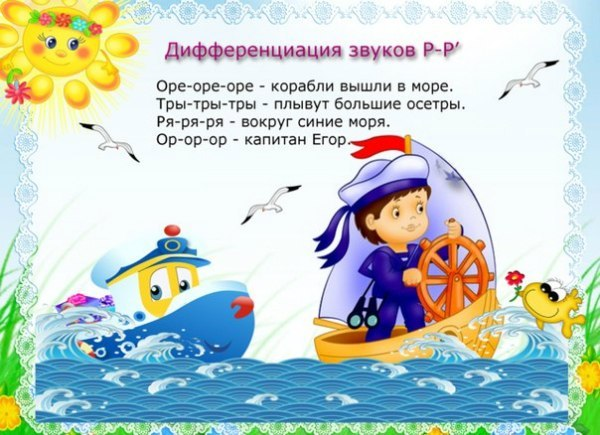 Дифференциация звуков Р-Р’
Оре-оре-оре - корабли вышли в море.
Тры-тры-тры - плывут большие осетры.
Ря-ря-ря - вокруг синие моря.
Ор-ор-ор - капитан Егор.